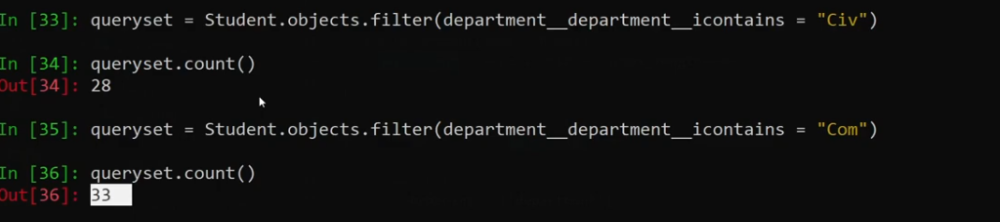 In [33]: queryset = Student.objects.filter(department__department__icontains = "Civ")
In [34]: queryset.count()
Out[34]: 28
In [35]: queryset = Student.objects.filter(department__department__icontains = "Com")
In [36]: queryset.count()
Out[36]: 33